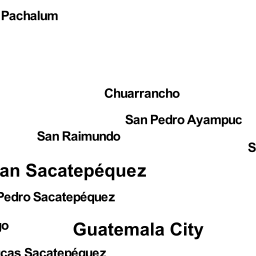 Pachalum
Chuarrancho
San Pedro Ayampuc
San Raimundo
S
an Sacatepéquez
Pedro Sacatepéquez
go
Guatemala City
cas Sacatepéquez